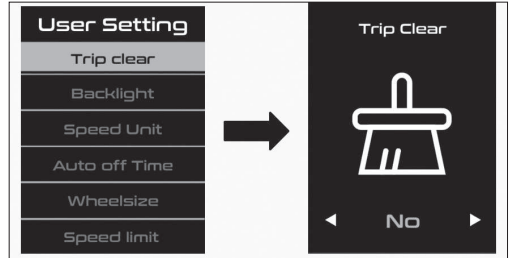 User Setting
Trip clear
Backlight
Speed Unit
Auto off Time
Wheelsize
Speed limit
Trip Clear
No